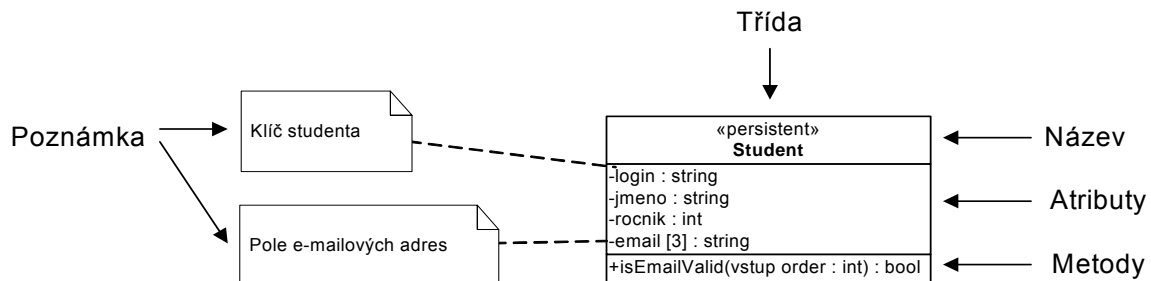 Třída
Klíč studenta
Poznámka
«persistent»
Student
Název
-login : string
-jmeno : string
-rocnik : int
-email [3] : string
Atributy
Pole e-mailových adres
+isEmailValid(vstup order : int) : bool
Metody